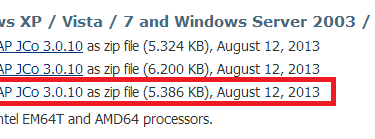 ws XP / Vista / 7 and Windows Server 2003 /
AP JCo 3.0.10 as zip file (5.324 KB), August 12, 2013
AP JCo 3.0.10 as zip file (6.200 KB), August 12, 2013
AP JCo 3.0.10 as zip file (5.386 KB), August 12, 2013
ntel EM64T and AMD64 processors.